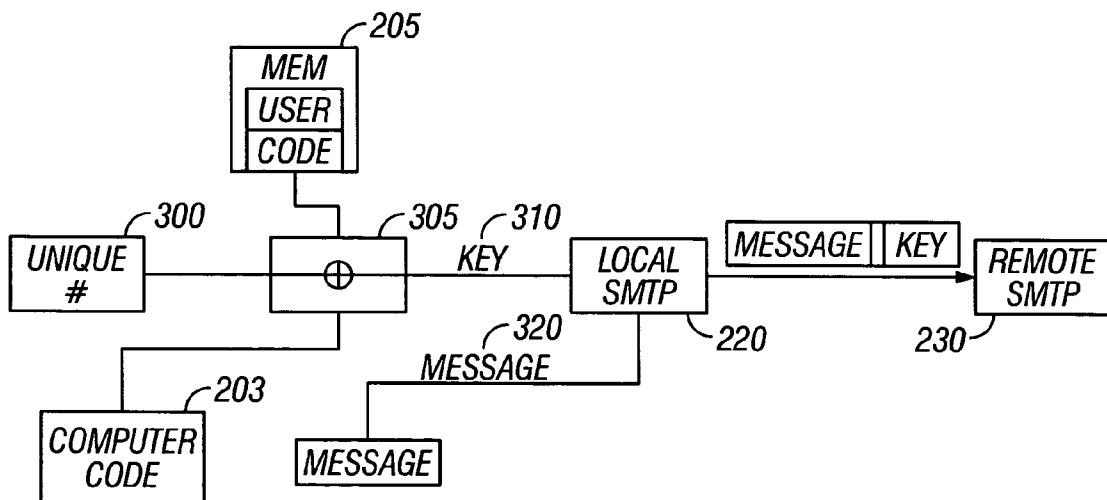 205
MEM
USER
CODE
300
305
310
UNIQUE
#
KEY
LOCAL
SMTP
MESSAGE KEY
REMOTE
SMTP
320
220
230
MESSAGE
203
COMPUTER
CODE
MESSAGE